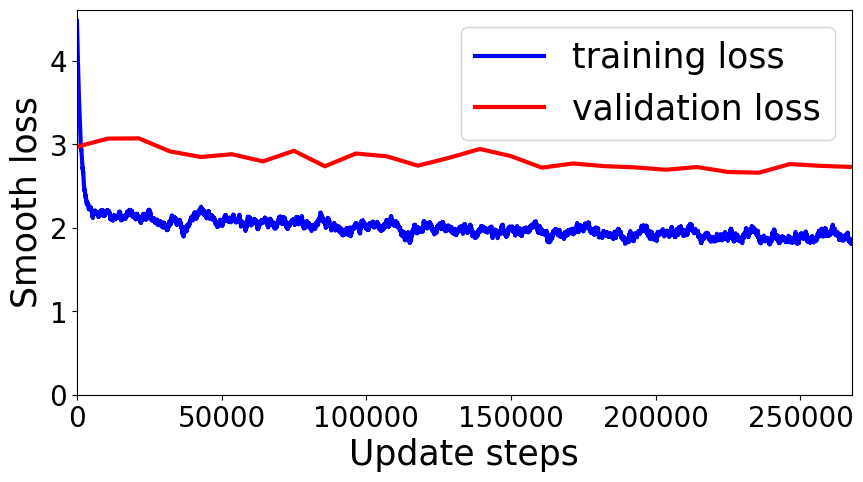 training loss
validation loss
Smooth loss
4
3
2
1
0
0 50000 100000 150000 200000 250000
Update steps